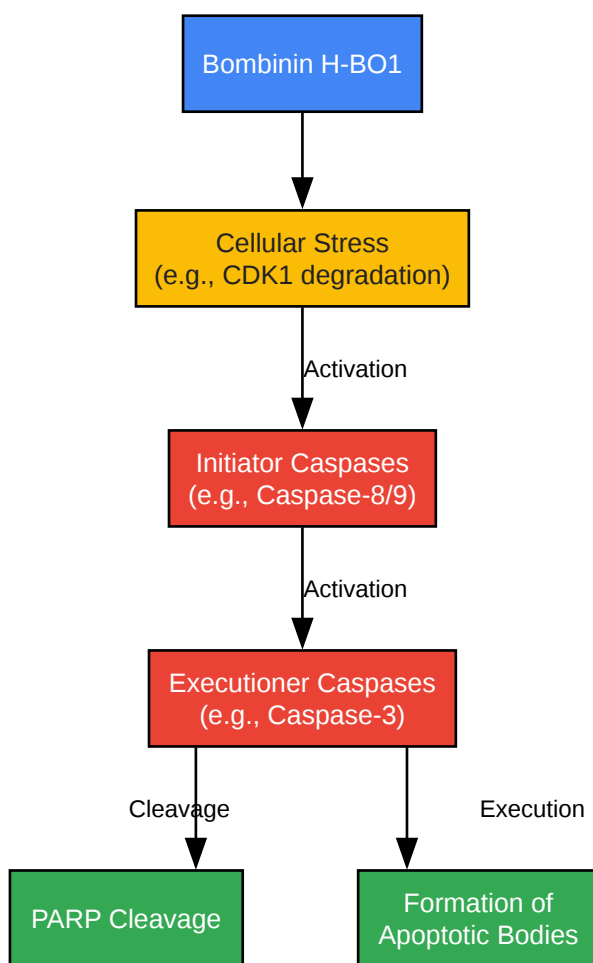 Bombinin H-BO1
Cellular Stress
(e.g., CDK1 degradation)
Activation
Initiator Caspases
(e.g., Caspase-8/9)
Activation
Executioner Caspases
(e.g., Caspase-3)
Cleavage
Execution
PARP Cleavage
Formation of
Apoptotic Bodies